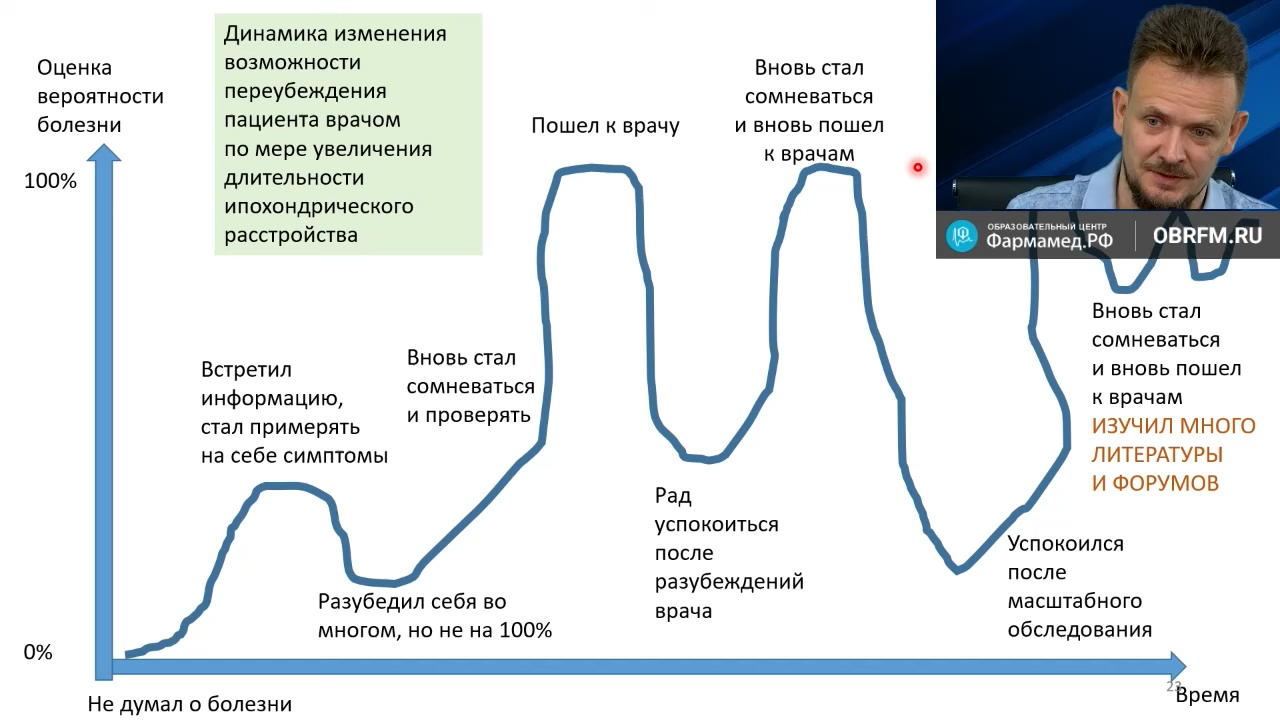 Динамика изменения
возможности
переубеждения
пациента врачом
по мере увеличения
длительности
ипохондрического
расстройства
Оценка
вероятности
болезни
100%
0%
Не думал о болезни
Встретил
информацию,
стал примерять
на себе симптомы
Разубедил себя во
многом, но не на 100%
Вновь стал
сомневаться
и проверять
Пошел к врачу
Рад
успокоиться
после
разубеждений
врача
Вновь стал
сомневаться
и вновь пошел
к врачам
Успокоился
после
масштабного
обследования
Вновь стал
сомневаться
и вновь пошел
к врачам
ИЗУЧИЛ МНОГО
ЛИТЕРАТУРЫ
И ФОРУМОВ
23
Время
ОБРАЗОВАТЕЛЬНЫЙ ЦЕНТР
Фармамед.РФ
OBRFM.RU